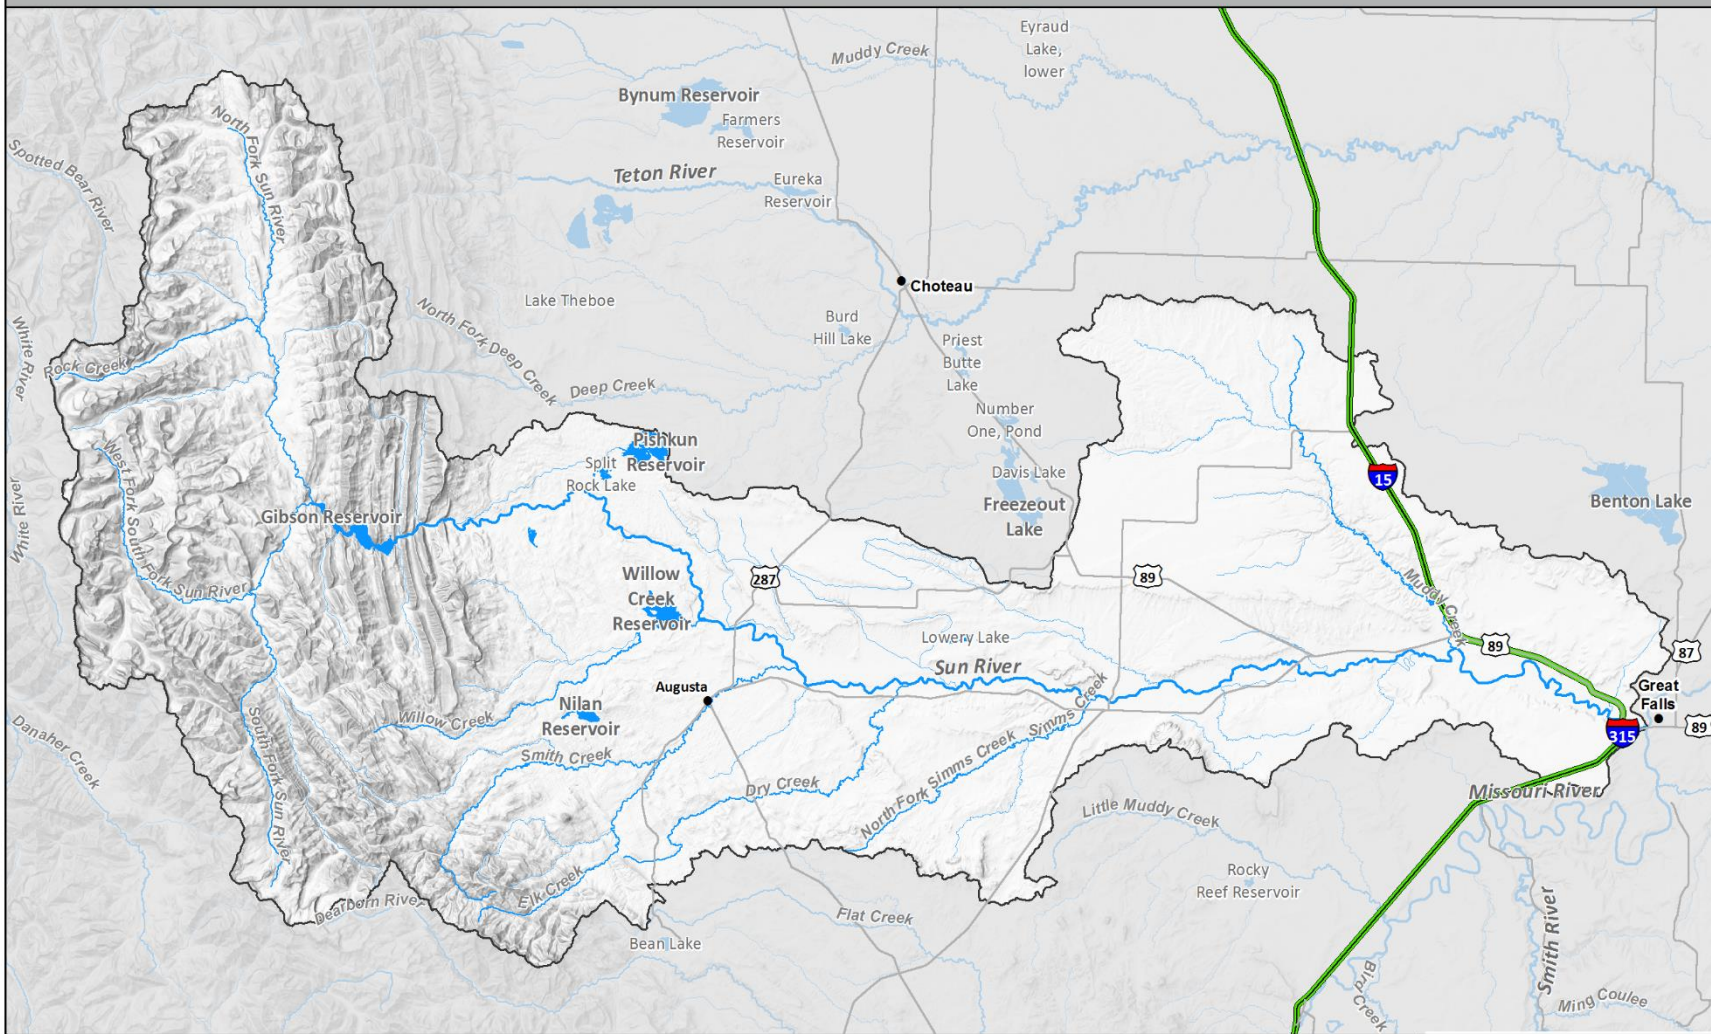 Eyraud
Lake,
lower
Muddy Creek
Bynum Reservoir
Farmers
Reservoir
North Fork Sun River
Spotted Bear River
Teton River
Eureka
Reservoir
Choteau
Lake Theboe
North Fork Deep Creek
Burd
Hill Lake
Priest
Butte
Lake
White River
Rock Creek
Deep Creek
Number
One, Pond
Pishkun
Reservoir
Split
Rock Lake
Davis Lake
Freezeout
Lake
15
Benton Lake
West Fork South Fork Sun River
White River
Gibson Reservoir
Willow
Creek
Reservoir
287
89
Muddy Creek
Lowery Lake
Sun River
89
87
Augusta
Great
Falls
Nilan
Reservoir
Willow Creek
Simms Creek
89
315
South Fork Sun River
Danaher Creek
Smith Creek
Dry Creek
North Fork Simms Creek
Missouri River
Little Muddy Creek
Elk Creek
Dearborn River
Rocky
Reef Reservoir
Flat Creek
Bean Lake
Smith River
Bird Creek
Ming Coulee